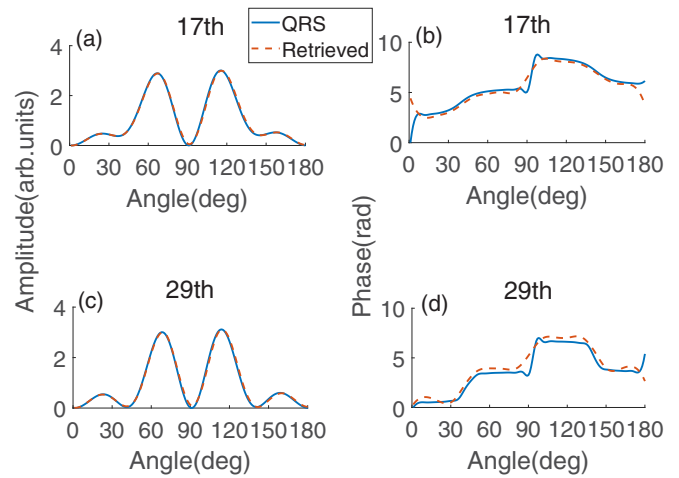 (a)
17th
QRS
Retrieved
(b)
17th
Amplitude(arb.units)
4
2
0
0 30 60 90 120 150 180
Angle(deg)
Phase(rad)
10
5
0
0 30 60 90 120 150 180
Angle(deg)
(c)
29th
4
2
0
0 30 60 90 120 150 180
Angle(deg)
(d)
29th
10
5
0
0 30 60 90 120 150 180
Angle(deg)